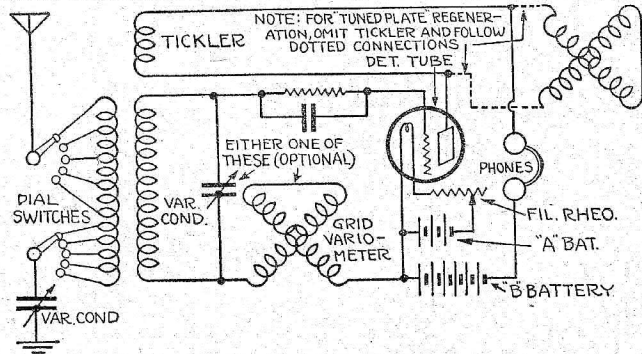 NOTE: FOR "TUNED PLATE" REGENER-
ATION, OMIT TICKLER AND FOLLOW
DOTTED CONNECTIONS
TICKLER
DET. TUBE
EITHER ONE OF
THESE (OPTIONAL)
PHONES
DIAL
SWITCHES
VAR.
COND.
GRID
VARIO-
METER
FIL. RHEO.
"A" BAT.
"B" BATTERY
VAR. COND